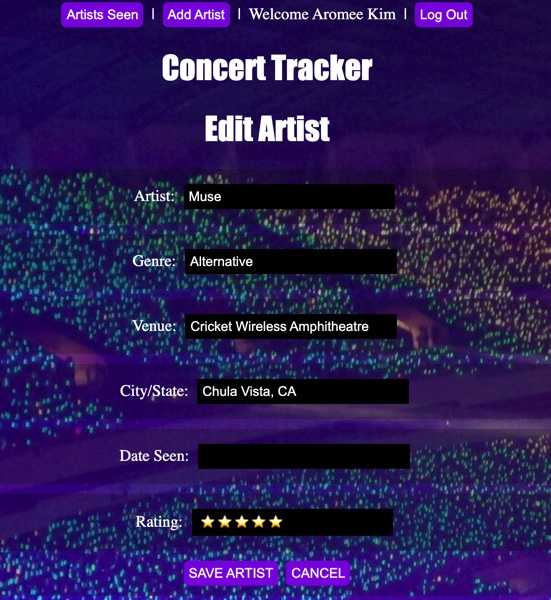 Artists Seen | Add Artist | Welcome Aromee Kim | Log Out
Concert Tracker
Edit Artist
Artist: Muse
Genre: Alternative
Venue: Cricket Wireless Amphitheatre
City/State: Chula Vista, CA
Date Seen:
Rating: ⭐⭐⭐⭐⭐
SAVE ARTIST CANCEL